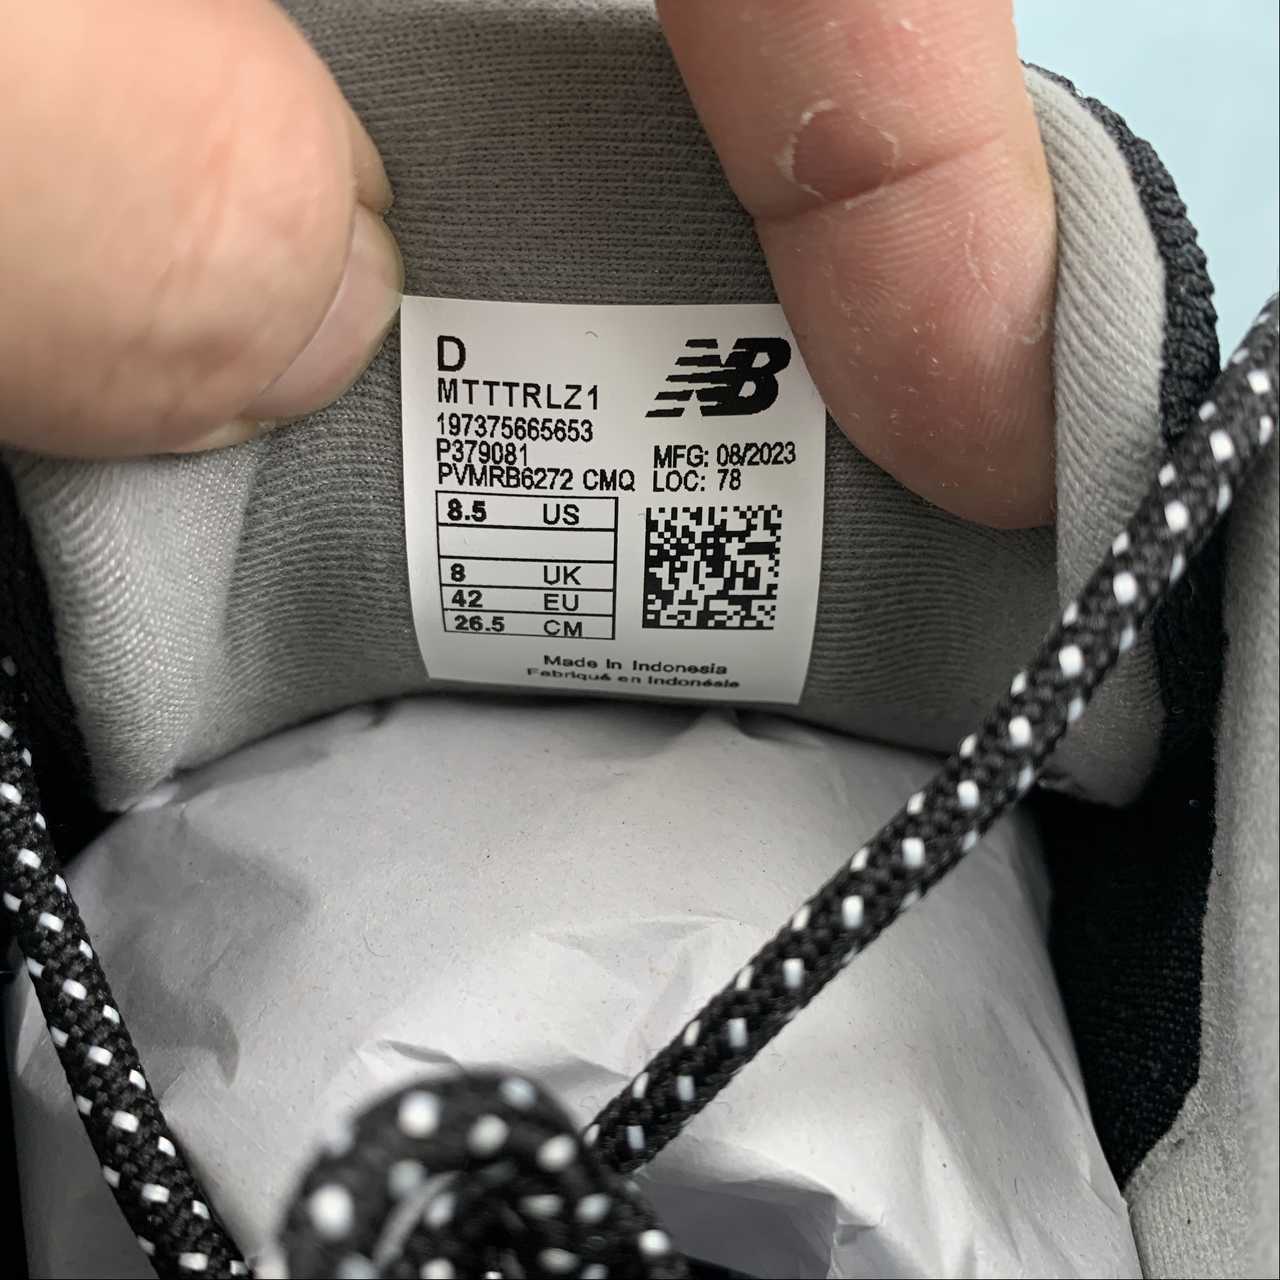 D
MTTTRLZ1
197375665653
P379081
PVMRB6272 CMQ
NB
MFG: 08/2023
LOC: 78
8.5 US
8 UK
42 EU
26.5 CM
Made In Indonesia
Fabriqué en Indonésie